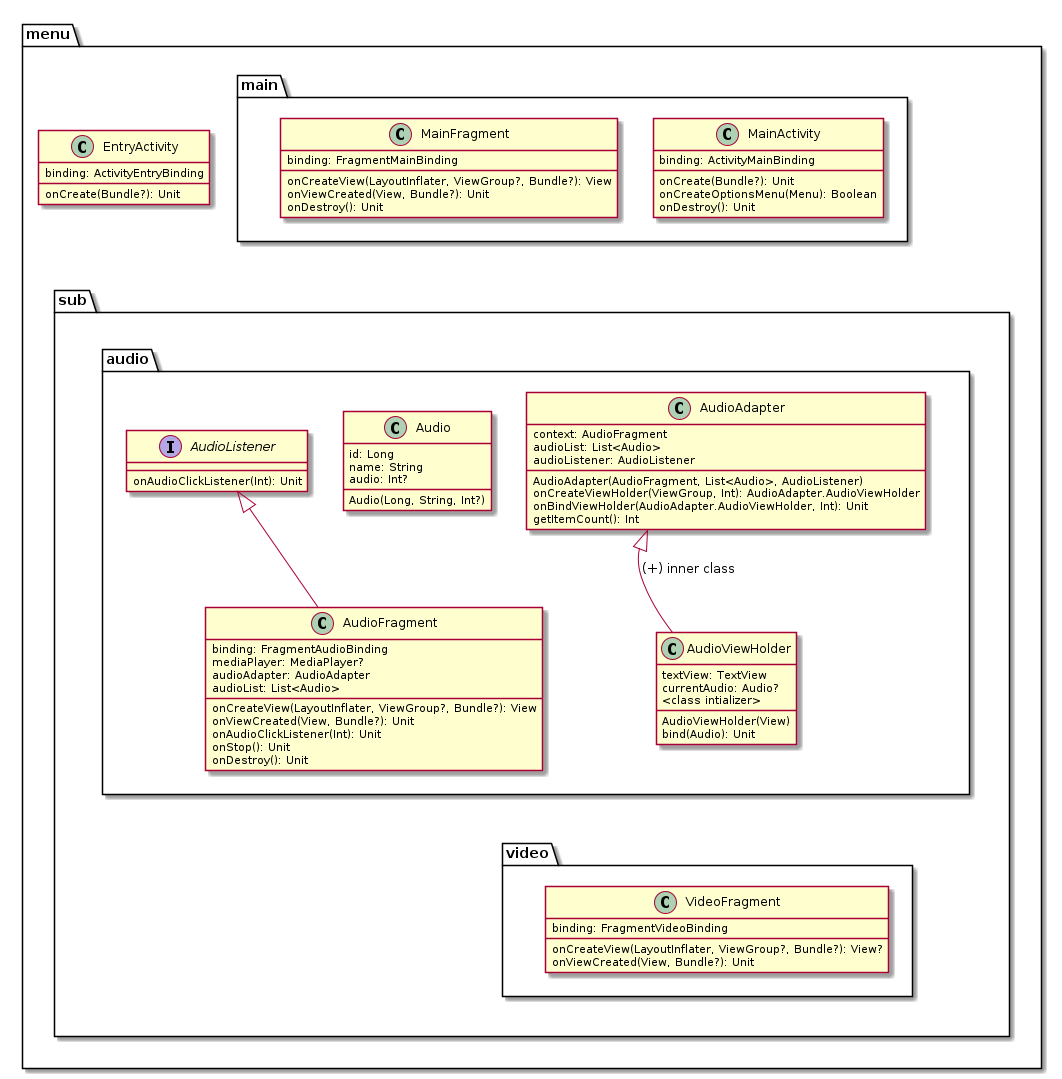 menu
main
C EntryActivity
binding: ActivityEntryBinding
onCreate(Bundle?): Unit
C MainFragment
binding: FragmentMainBinding
onCreateView(LayoutInflater, ViewGroup?, Bundle?): View
onViewCreated(View, Bundle?): Unit
onDestroy(): Unit
C MainActivity
binding: ActivityMainBinding
onCreate(Bundle?): Unit
onCreateOptionsMenu(Menu): Boolean
onDestroy(): Unit
sub
audio
I AudioListener
onAudioClickListener(Int): Unit
C Audio
id: Long
name: String
audio: Int?
Audio(Long, String, Int?)
C AudioAdapter
context: AudioFragment
audioList: List<Audio>
audioListener: AudioListener
AudioAdapter(AudioFragment, List<Audio>, AudioListener)
onCreateViewHolder(ViewGroup, Int): AudioAdapter.AudioViewHolder
onBindViewHolder(AudioAdapter.AudioViewHolder, Int): Unit
getItemCount(): Int
(+) inner class
C AudioFragment
binding: FragmentAudioBinding
mediaPlayer: MediaPlayer?
audioAdapter: AudioAdapter
audioList: List<Audio>
onCreateView(LayoutInflater, ViewGroup?, Bundle?): View
onViewCreated(View, Bundle?): Unit
onAudioClickListener(Int): Unit
onStop(): Unit
onDestroy(): Unit
C AudioViewHolder
textView: TextView
currentAudio: Audio?
<class intializer>
AudioViewHolder(View)
bind(Audio): Unit
video
C VideoFragment
binding: FragmentVideoBinding
onCreateView(LayoutInflater, ViewGroup?, Bundle?): View?
onViewCreated(View, Bundle?): Unit